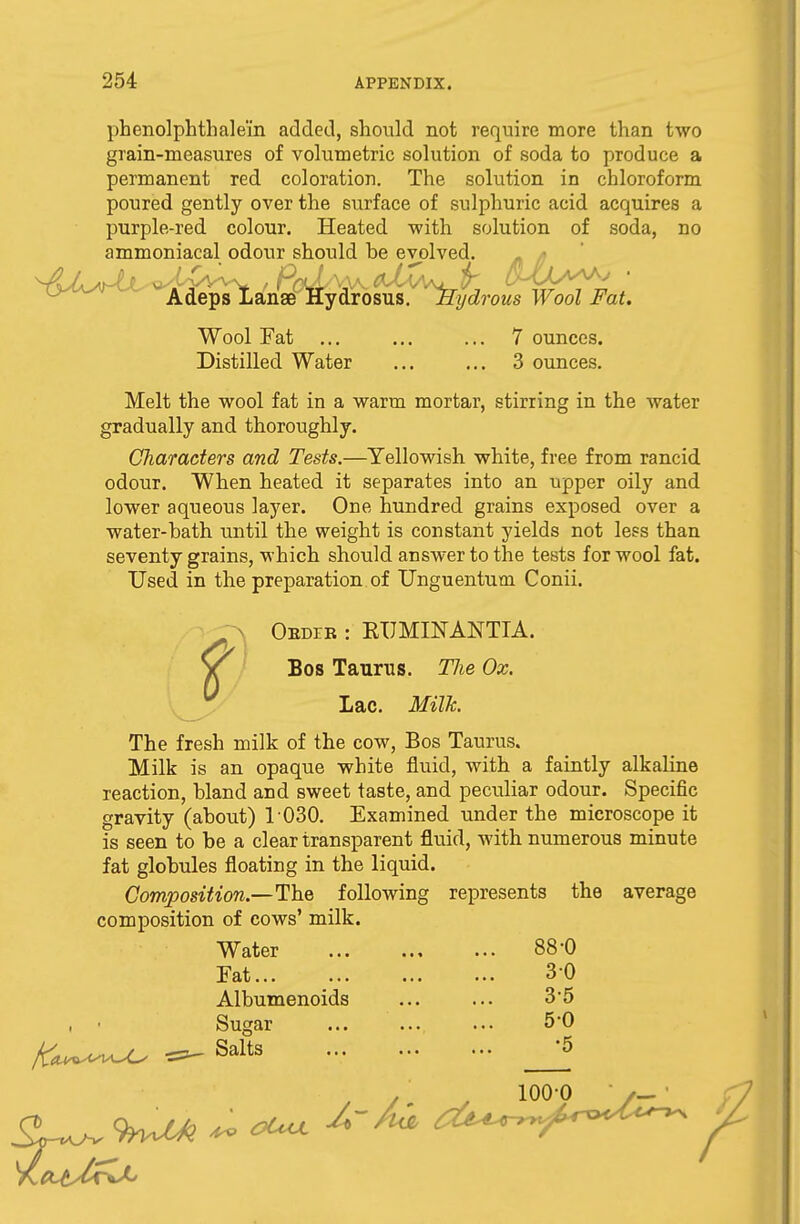 254 APPENDIX.
phenolphthaleïn added, should not require more than two
grain-measures of volumetric solution of soda to produce a
permanent red coloration. The solution in chloroform
poured gently over the surface of sulphuric acid acquires a
purple-red colour. Heated with solution of soda, no
ammoniacal odour should be evolved.
Adeps Lanæ Hydrosus. Hydrous Wool Fat.
Wool Fat ... ... ... 7 ounces.
Distilled Water ... ... 3 ounces.
Melt the wool fat in a warm mortar, stirring in the water
gradually and thoroughly.
Characters and Tests.—Yellowish white, free from rancid
odour. When heated it separates into an upper oily and
lower aqueous layer. One hundred grains exposed over a
water-bath until the weight is constant yields not less than
seventy grains, which should answer to the tests for wool fat.
Used in the preparation of Unguentum Conii.
ORDER : RUMINANTIA.
Bos Taurus. The Ox.
Lac. Milk.
The fresh milk of the cow, Bos Taurus.
Milk is an opaque white fluid, with a faintly alkaline
reaction, bland and sweet taste, and peculiar odour. Specific
gravity (about) 1·030. Examined under the microscope it
is seen to be a clear transparent fluid, with numerous minute
fat globules floating in the liquid.
Composition.—The following represents the average
composition of cows' milk.
Water ... ... ... 88·0
Fat... ... ... ... 3·0
Albumenoids ... ... 3·5
Sugar ... ... ... 5·0
Salts ... ... ... ·5
100·0